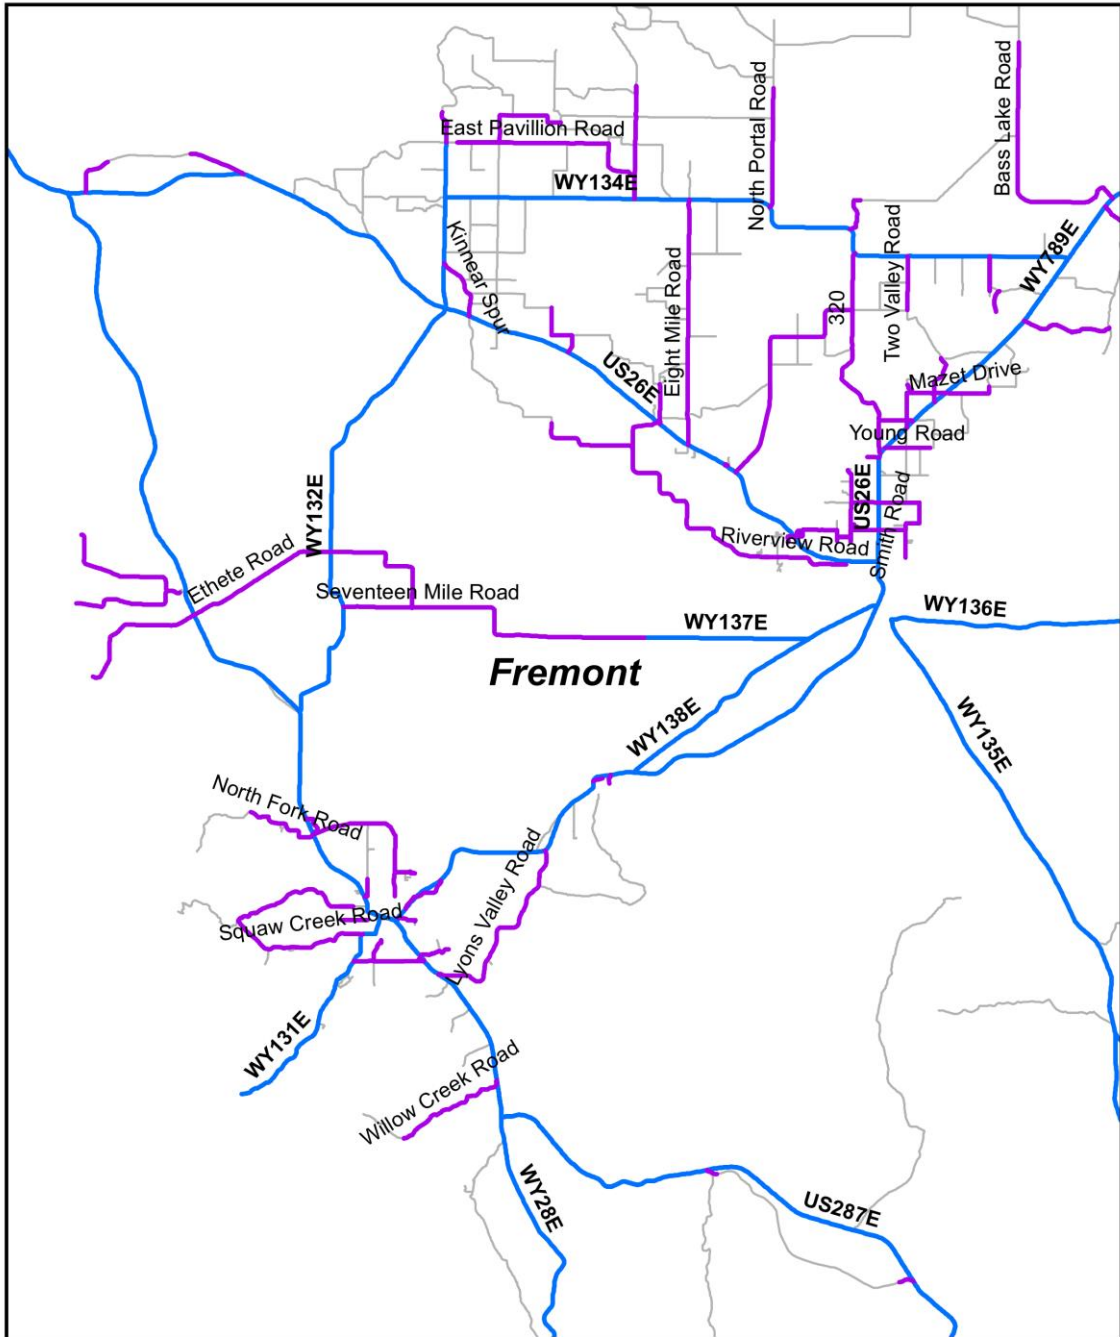 Bass Lake Road
North Portal Road
East Pavillion Road
WY134E
Kinnear Spur
Two Valley Road
WY789E
Eight Mile Road
320
US26E
Mazet Drive
Young Road
US26E
WY132E
Smith Road
Riverview Road
Ethete Road
Seventeen Mile Road
WY137E
WY136E
Fremont
WY138E
WY135E
North Fork Road
Lyons Valley Road
Squaw Creek Road
WY131E
Willow Creek Road
WY28E
US287E